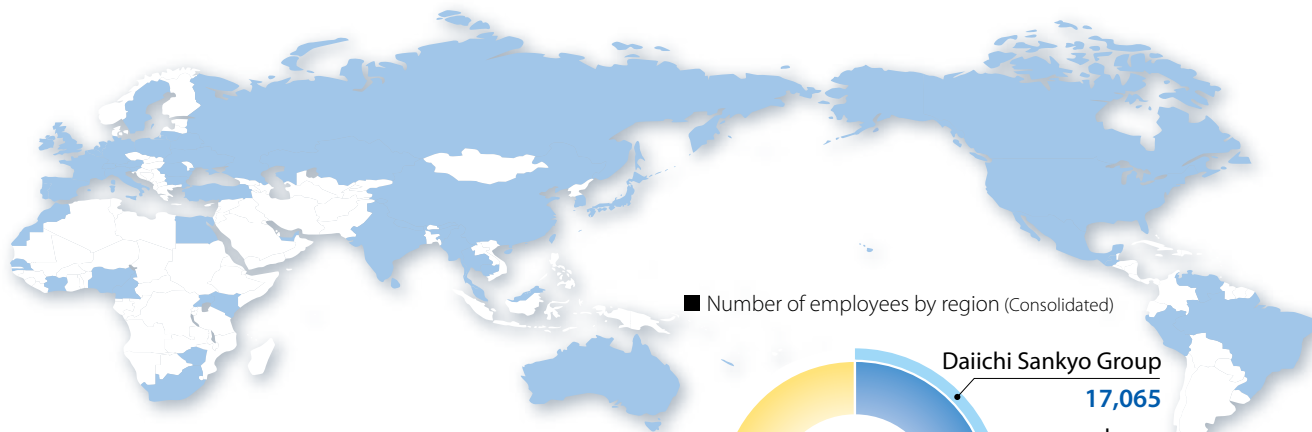 ■ Number of employees by region (Consolidated)
Daiichi Sankyo Group
17,065